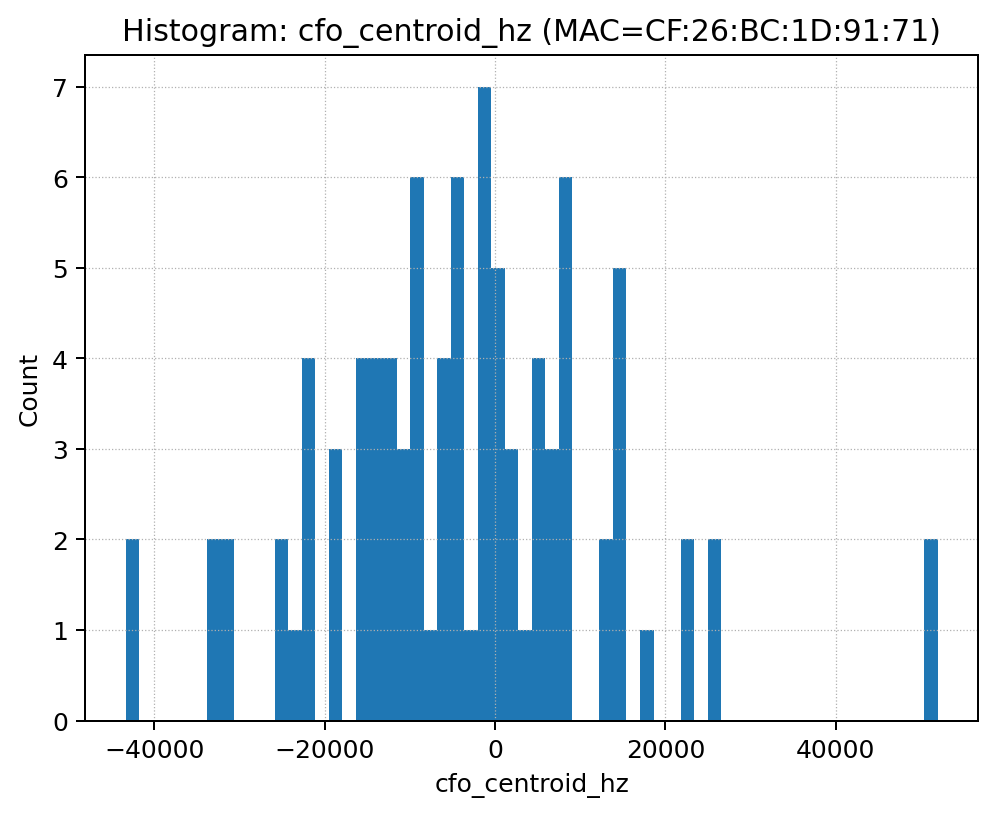 Histogram: cfo_centroid_hz (MAC=CF:26:BC:1D:91:71)
7
6
5
4
3
2
1
0
Count
−40000 −20000 0 20000 40000
cfo_centroid_hz